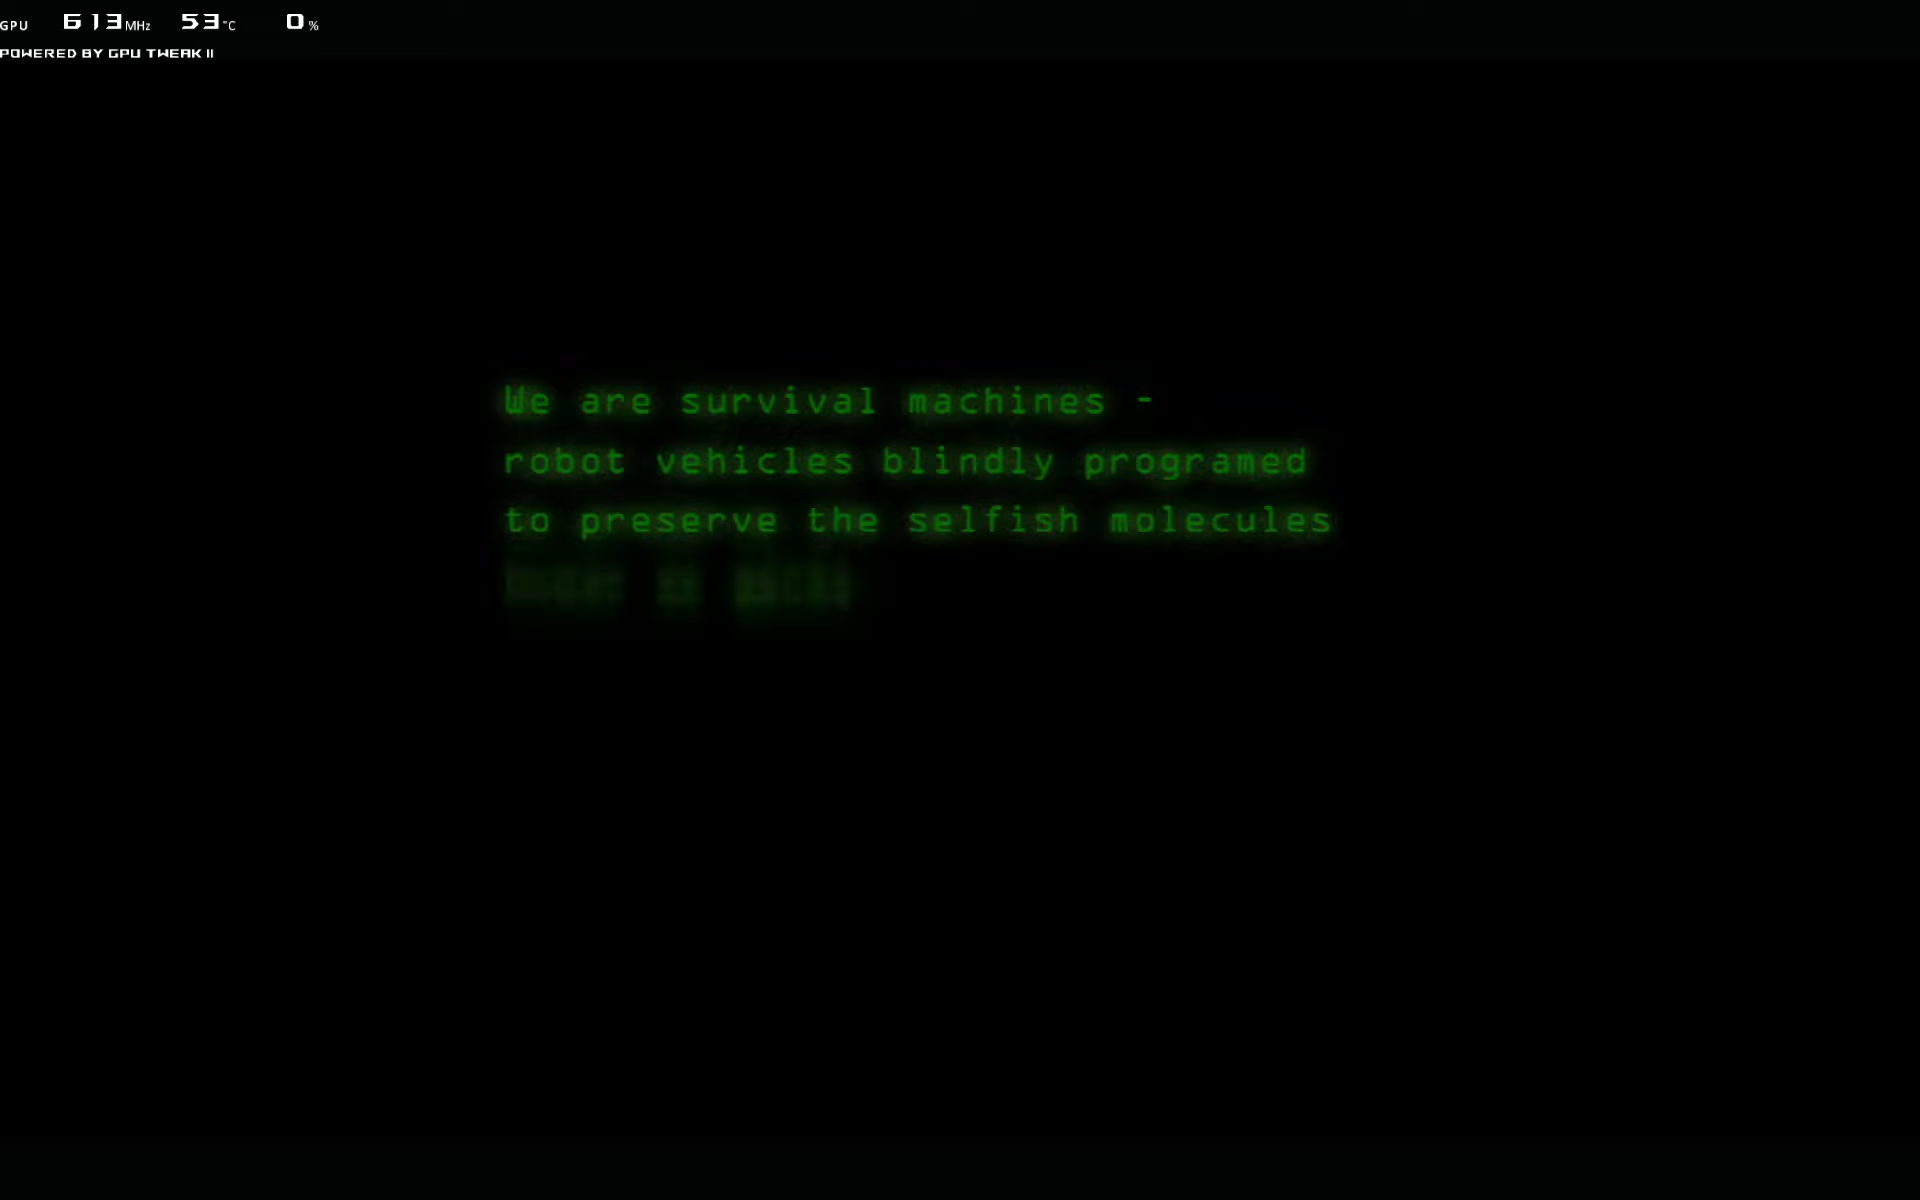 GPU 613 MHz 53 °C 0 %
POWERED BY GPU TWEAK II
We are survival machines -
robot vehicles blindly programed
to preserve the selfish molecules